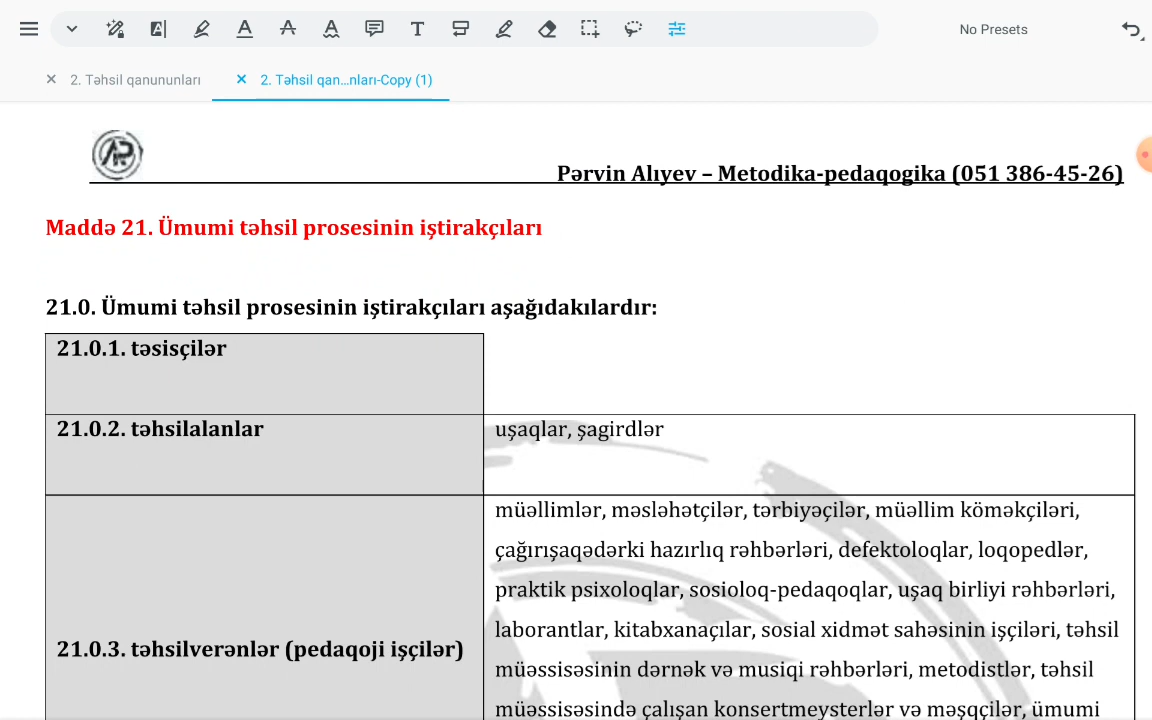 No Presets
2. Təhsil qanununları
2. Təhsil qan...nları-Copy (1)
Pərvin Alıyev – Metodika-pedaqogika (051 386-45-26)
Maddə 21. Ümumi təhsil prosesinin iştirakçıları
21.0. Ümumi təhsil prosesinin iştirakçıları aşağıdakılardır:
21.0.1. təsisçilər
21.0.2. təhsilalanlar
uşaqlar, şagirdlər
21.0.3. təhsilverənlər (pedaqoji işçilər)
müəllimlər, məsləhətçilər, tərbiyəçilər, müəllim köməkçiləri,
çağırışaqədərki hazırlıq rəhbərləri, defektoloqlar, loqopedlər,
praktik psixoloqlar, sosioloq-pedaqoqlar, uşaq birliyi rəhbərləri,
laborantlar, kitabxanaçılar, sosial xidmət sahəsinin işçiləri, təhsil
müəssisəsinin dərnək və musiqi rəhbərləri, metodistlər, təhsil
müəssisəsində çalışan konsertmeysterlər və məşqçilər, ümumi